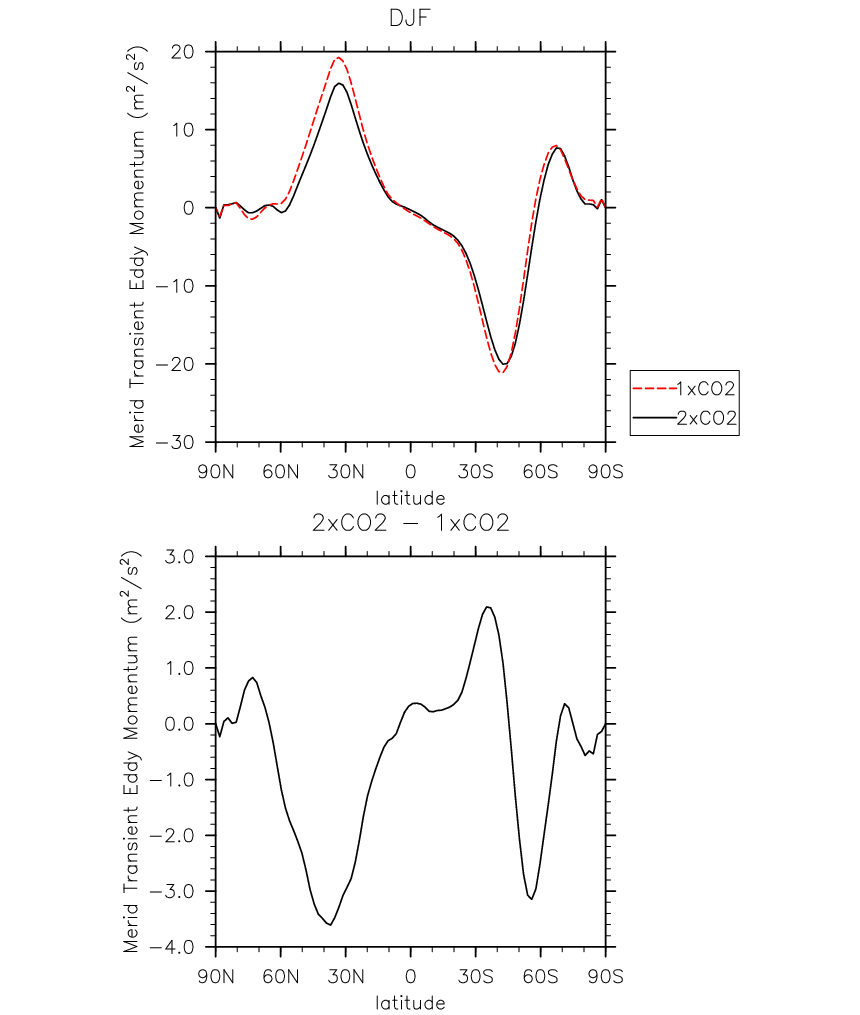 DJF
Merid Transient Eddy Momentum (m²/s²)
20
10
0
−10
−20
−30
90N 60N 30N 0 30S 60S 90S
latitude
1xCO2
2xCO2
2xCO2 − 1xCO2
Merid Transient Eddy Momentum (m²/s²)
3.0
2.0
1.0
0.0
−1.0
−2.0
−3.0
−4.0
90N 60N 30N 0 30S 60S 90S
latitude